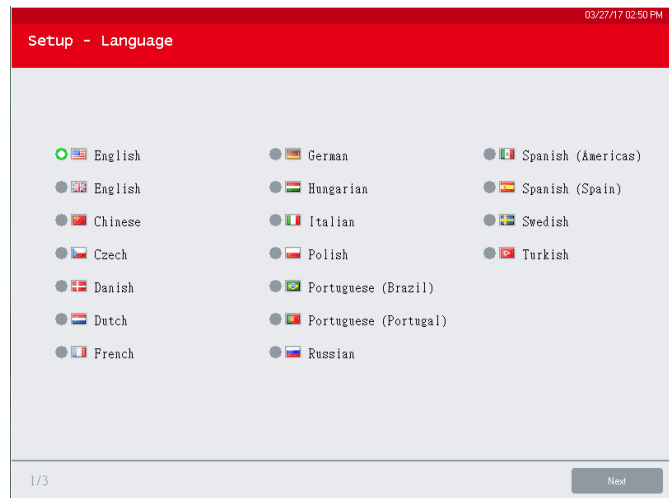 03/27/17 02:50 PM
Setup - Language
English
English
Chinese
Czech
Danish
Dutch
French
German
Hungarian
Italian
Polish
Portuguese (Brazil)
Portuguese (Portugal)
Russian
Spanish (Americas)
Spanish (Spain)
Swedish
Turkish
1/3
Next